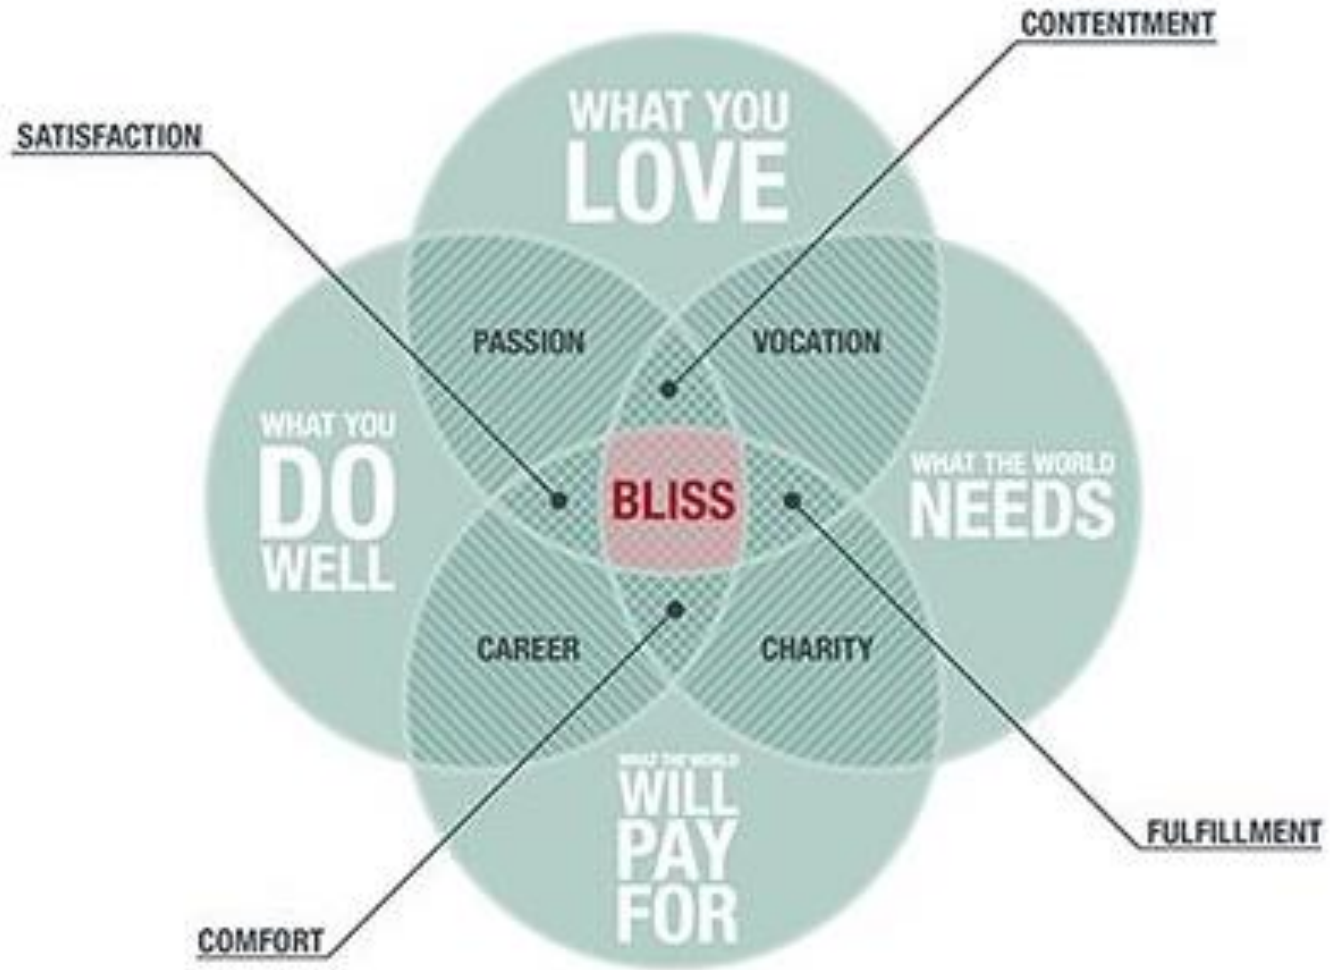 CONTENTMENT
WHAT YOU
LOVE
SATISFACTION
PASSION
VOCATION
WHAT YOU
DO
WELL
BLISS
WHAT THE WORLD
NEEDS
CAREER
CHARITY
WHAT THE WORLD
WILL
PAY
FOR
FULFILLMENT
COMFORT